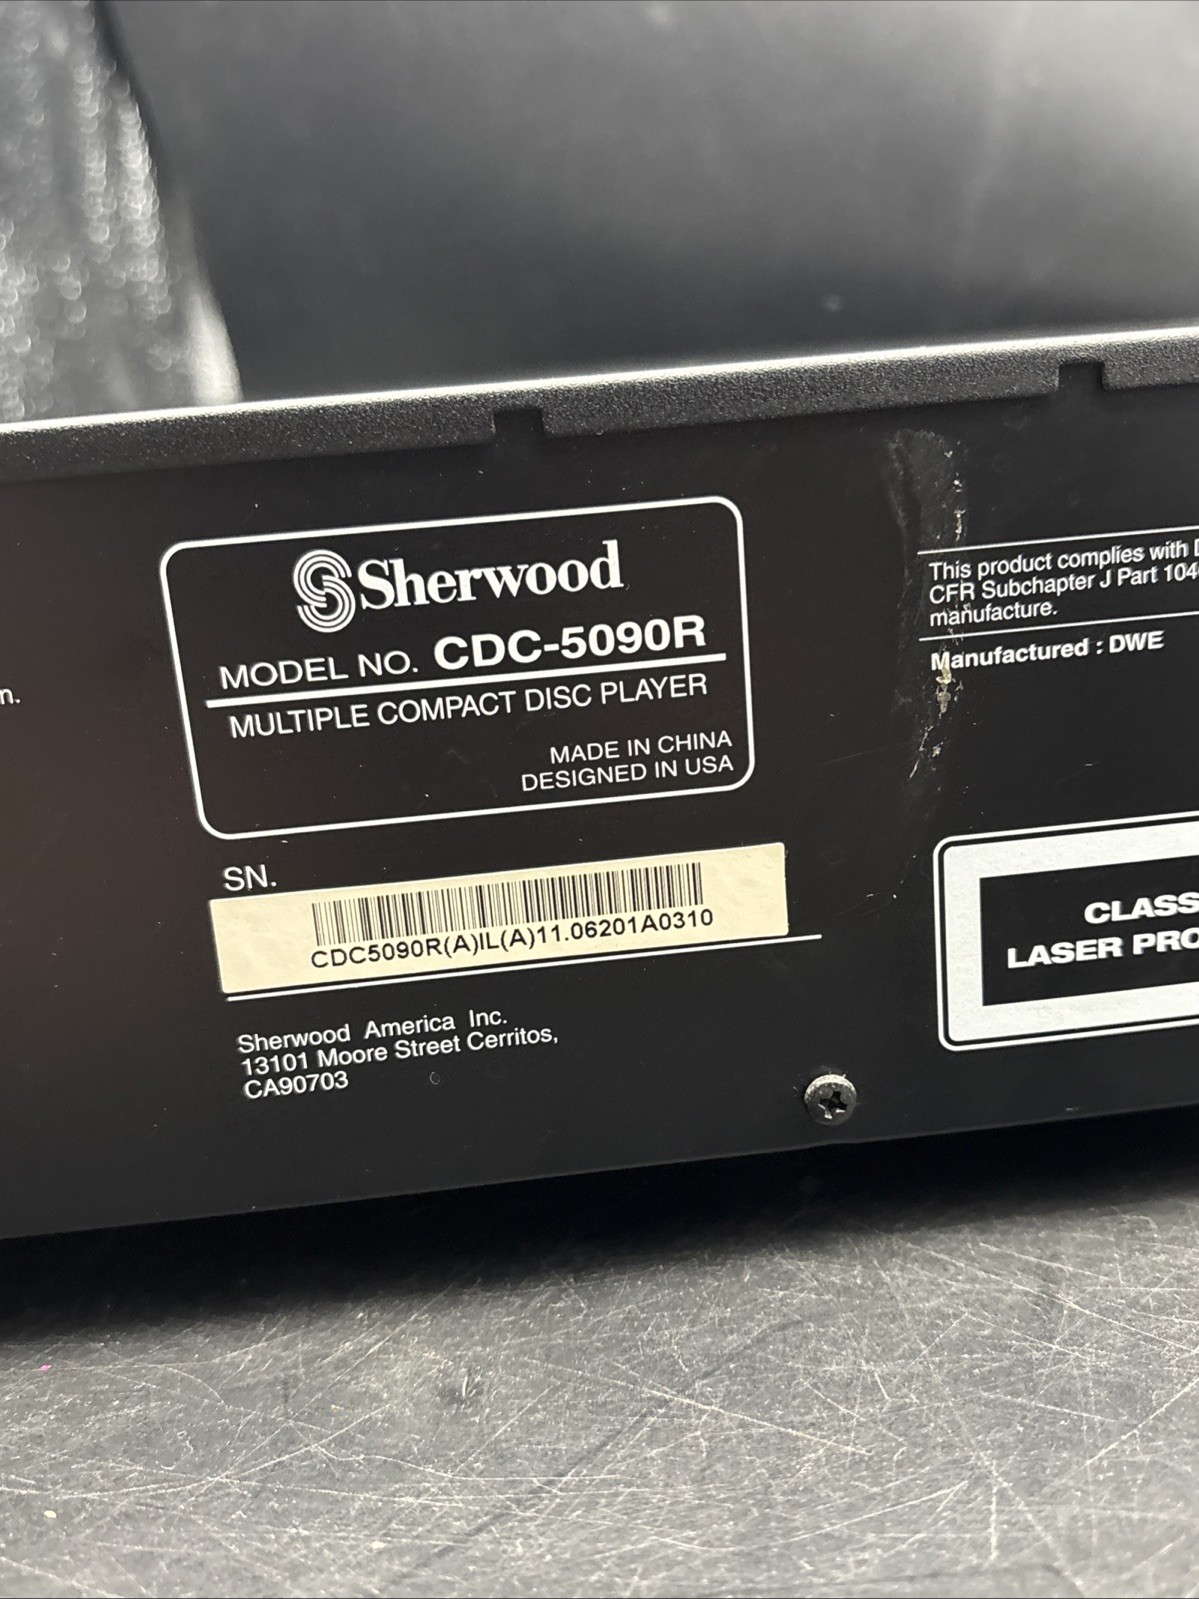 Sherwood
MODEL NO. CDC-5090R
MULTIPLE COMPACT DISC PLAYER
MADE IN CHINA
DESIGNED IN USA
SN.
CDC5090R(A)IL(A)11.06201A0310
Sherwood America Inc.
13101 Moore Street Cerritos,
CA90703
This product complies with
CFR Subchapter J Part 104
manufacture.
Manufactured : DWE
CLASS
LASER PRO